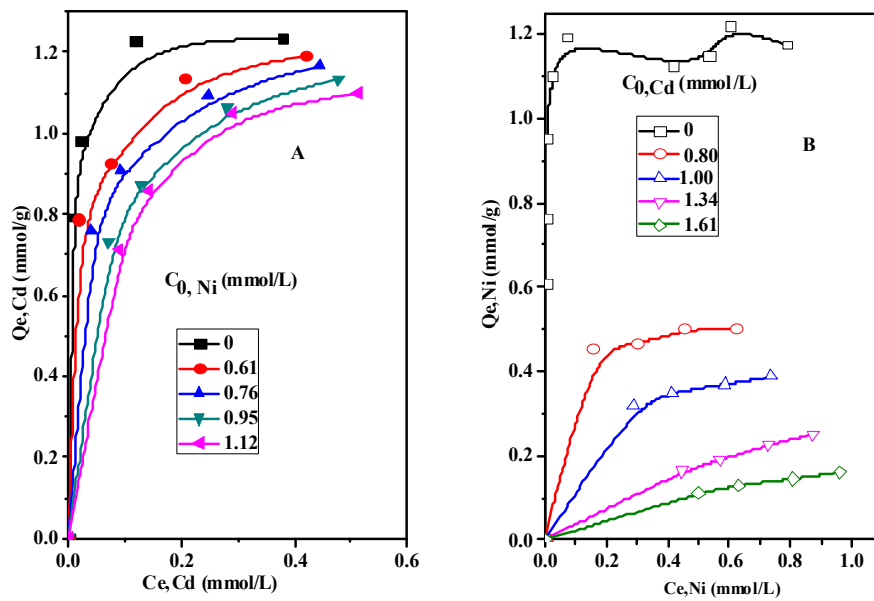 1.2
1.0
0.8
0.6
0.4
0.2
0.0
Qe,Cd (mmol/g)
A
C0, Ni (mmol/L)
0
0.61
0.76
0.95
1.12
0.0 0.2 0.4 0.6
Ce,Cd (mmol/L)
1.2
1.0
0.8
0.6
0.4
0.2
0.0
Qe,Ni (mmol/g)
C0,Cd (mmol/L)
B
0
0.80
1.00
1.34
1.61
0.0 0.2 0.4 0.6 0.8 1.0
Ce,Ni (mmol/L)